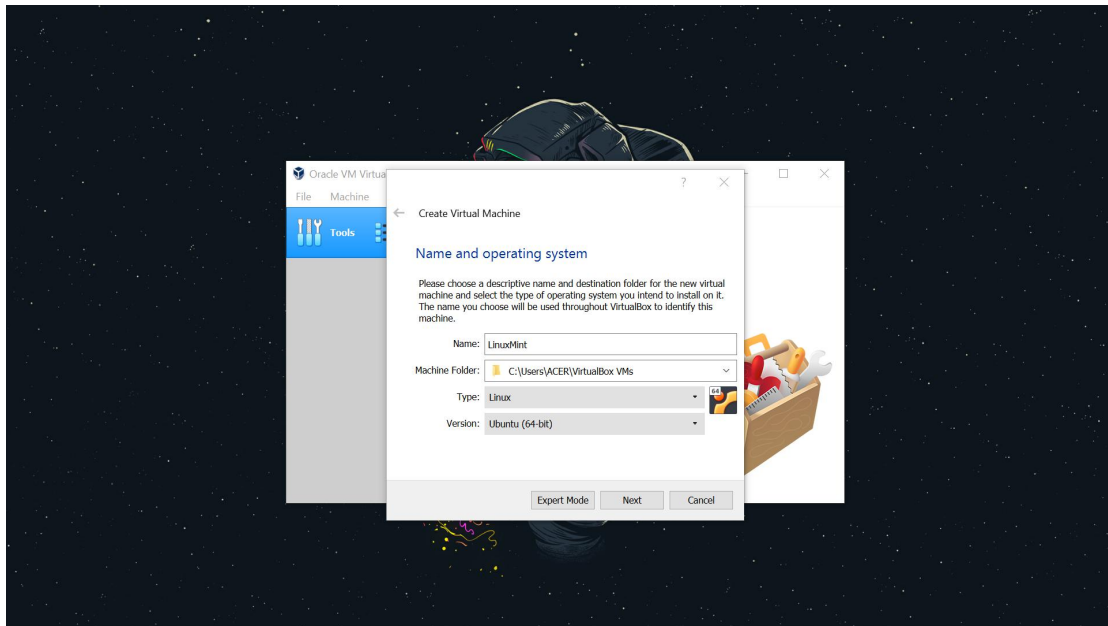 Oracle VM Virtua
? ×
File Machine
← Create Virtual Machine
Tools
Name and operating system
Please choose a descriptive name and destination folder for the new virtual
machine and select the type of operating system you intend to install on it.
The name you choose will be used throughout VirtualBox to identify this
machine.
Name: LinuxMint
Machine Folder: C:\Users\ACER\VirtualBox VMs
Type: Linux
64
Version: Ubuntu (64-bit)
Expert Mode Next Cancel